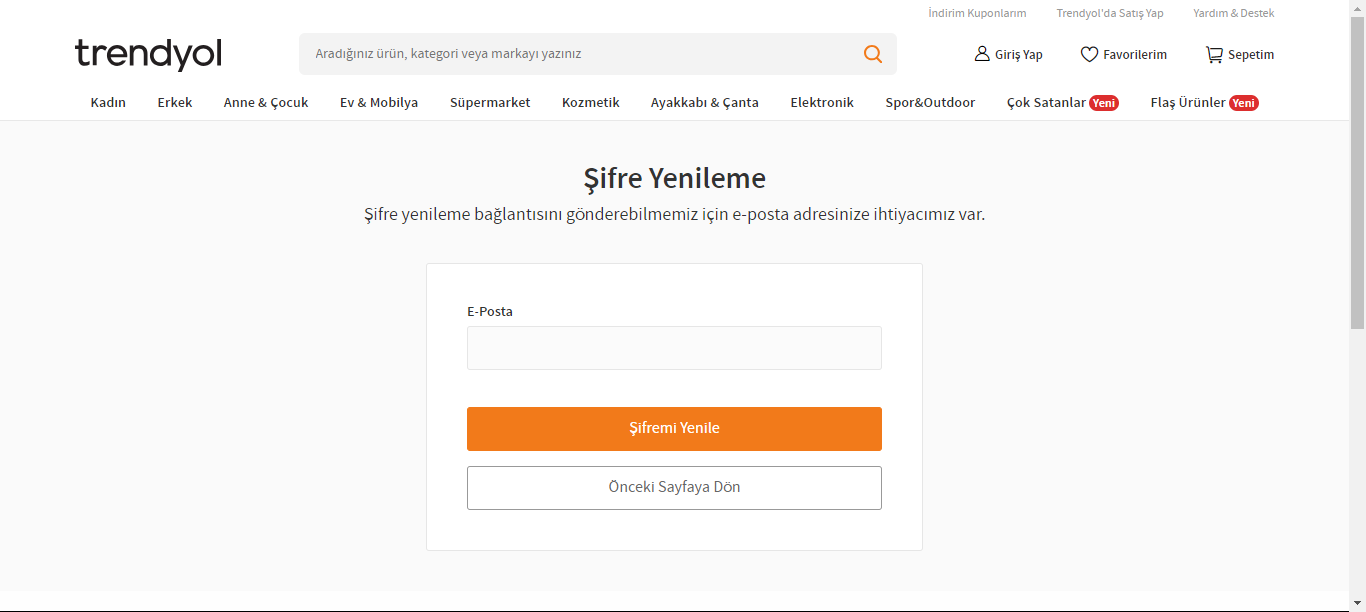 İndirim Kuponlarım Trendyol'da Satış Yap Yardım & Destek
trendyol Aradığınız ürün, kategori veya markayı yazınız Giriş Yap Favorilerim Sepetim
Kadın Erkek Anne & Çocuk Ev & Mobilya Süpermarket Kozmetik Ayakkabı & Çanta Elektronik Spor&Outdoor Çok Satanlar Yeni Flaş Ürünler Yeni
Şifre Yenileme
Şifre yenileme bağlantısını gönderebilmemiz için e-posta adresinize ihtiyacımız var.
E-Posta
Şifremi Yenile
Önceki Sayfaya Dön